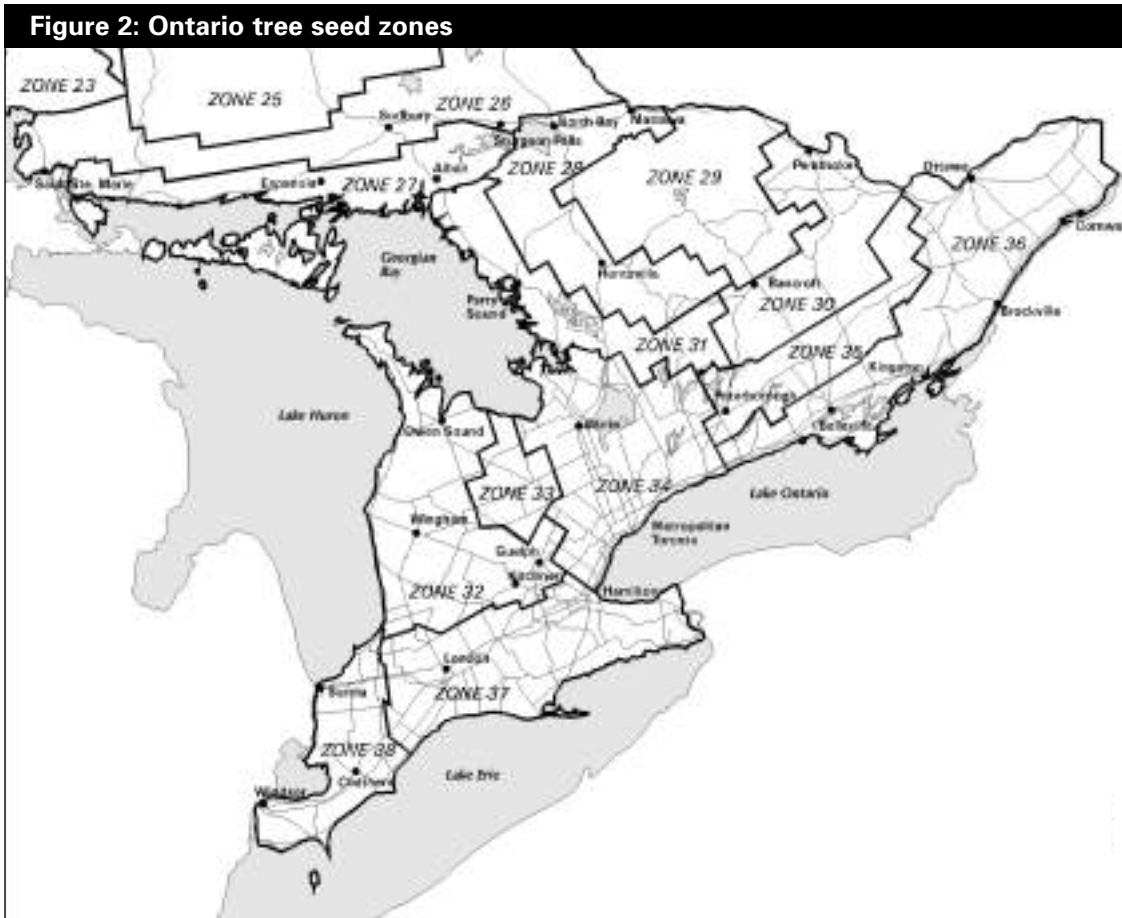 Figure 2: Ontario tree seed zones
ZONE 23
ZONE 25
ZONE 26
Sudbury
North Bay
Mattawa
Sturgeon Falls
ZONE 28
Pembroke
Ottawa
Sault Ste. Marie
Espanola
ZONE 27
ZONE 29
Cornwa
ZONE 36
Georgian
Bay
Huntsville
Bancroft
Parry
Sound
ZONE 30
Brockville
ZONE 31
ZONE 35
Kingston
Peterborough
Lake Huron
Owen Sound
Barrie
Belleville
ZONE 33
ZONE 34
Lake Ontario
Wingham
Metropolitan
Toronto
Guelph
Kitchener
ZONE 32
Hamilton
London
Sarnia
ZONE 37
ZONE 38
Lake Erie
Chatham
Windsor